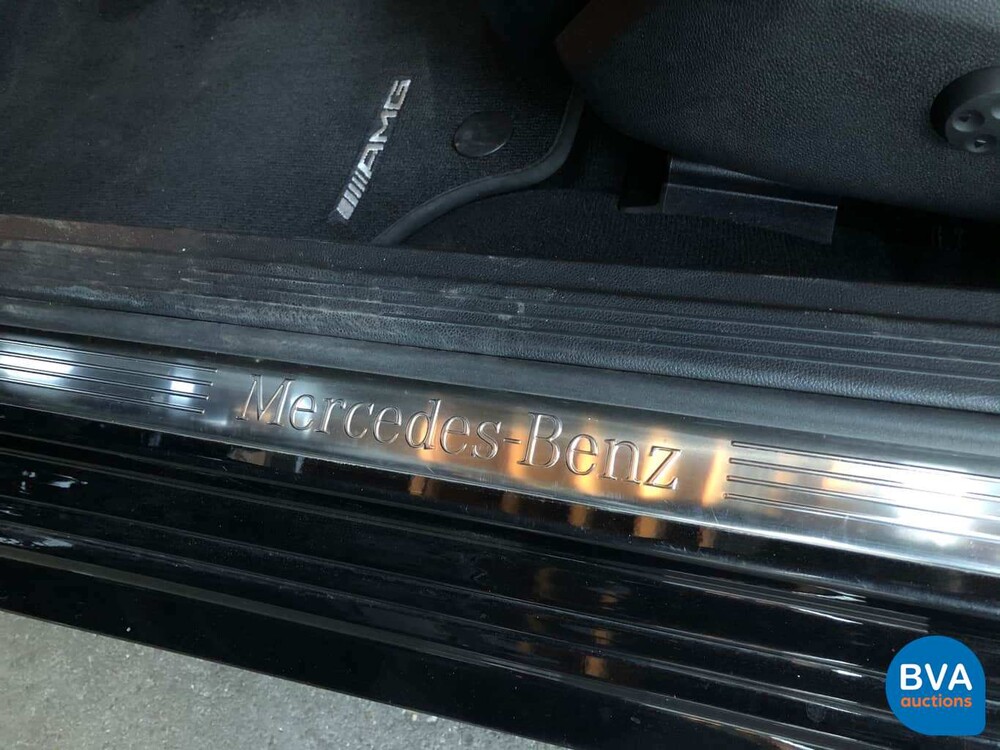 AMG
Mercedes-Benz
BVA
auctions